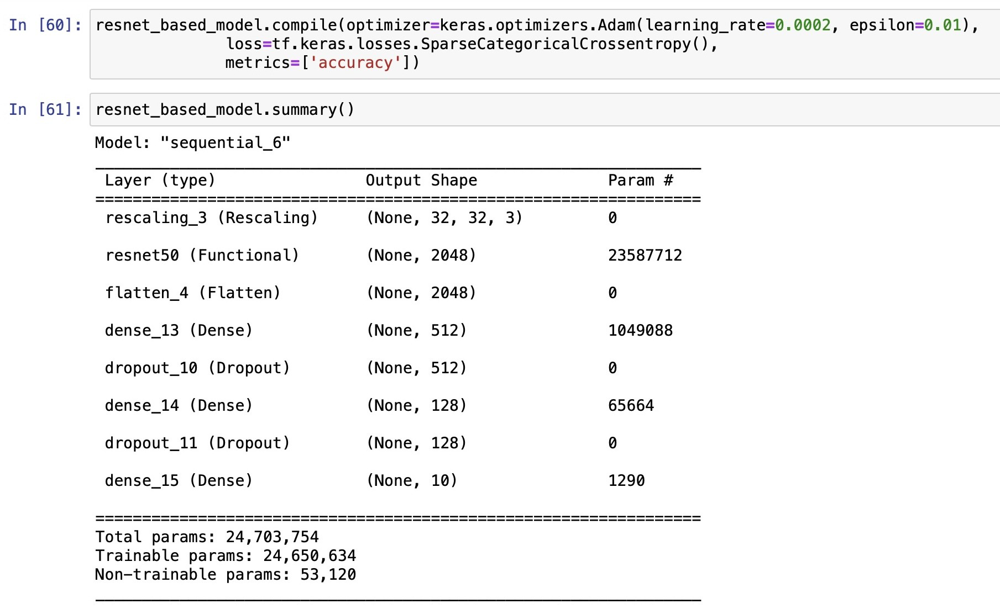 In [60]: resnet_based_model.compile(optimizer=keras.optimizers.Adam(learning_rate=0.0002, epsilon=0.01),
loss=tf.keras.losses.SparseCategoricalCrossentropy(),
metrics=['accuracy'])
In [61]: resnet_based_model.summary()
Model: "sequential_6"
_________________________________________________________________
Layer (type) Output Shape Param #
=================================================================
rescaling_3 (Rescaling) (None, 32, 32, 3) 0
resnet50 (Functional) (None, 2048) 23587712
flatten_4 (Flatten) (None, 2048) 0
dense_13 (Dense) (None, 512) 1049088
dropout_10 (Dropout) (None, 512) 0
dense_14 (Dense) (None, 128) 65664
dropout_11 (Dropout) (None, 128) 0
dense_15 (Dense) (None, 10) 1290
=================================================================
Total params: 24,703,754
Trainable params: 24,650,634
Non-trainable params: 53,120
_________________________________________________________________